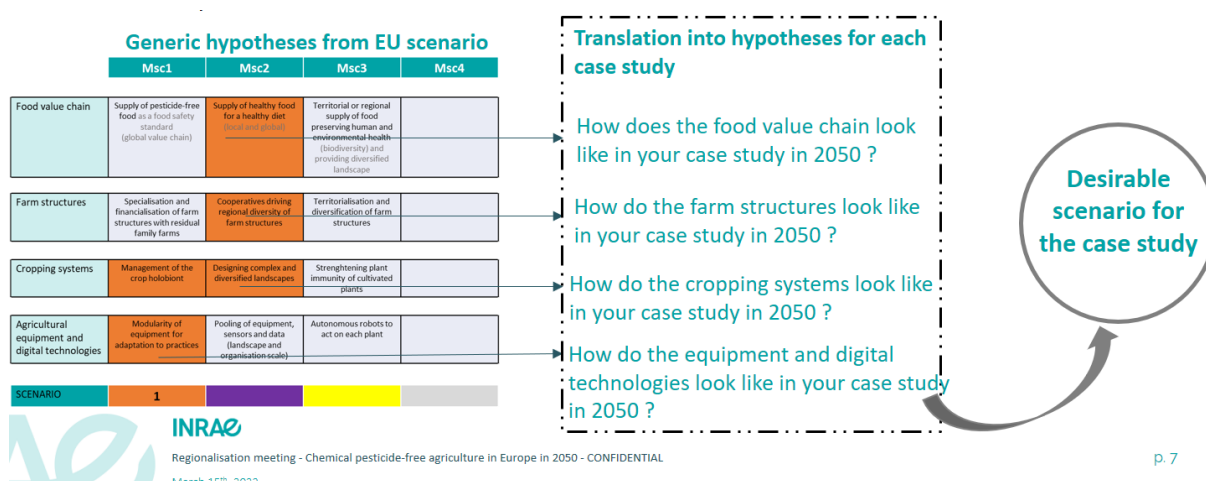 Generic hypotheses from EU scenario
Msc1
Msc2
Msc3
Msc4
Food value chain
Supply of pesticide-free
food as a food safety
standard
(global value chain)
Supply of healthy food
for a healthy diet
(local and global)
Territorial or regional
supply of food
preserving human and
environmental health
(biodiversity) and
providing diversified
landscape
Farm structures
Specialisation and
financialisation of farm
structures with residual
family farms
Cooperatives driving
regional diversity of
farm structures
Territorialisation and
diversification of farm
structures
Cropping systems
Management of the
crop holobiont
Designing complex and
diversified landscapes
Strenghtening plant
immunity of cultivated
plants
Agricultural
equipment and
digital technologies
Modularity of
equipment for
adaptation to practices
Pooling of equipment,
sensors and data
(landscape and
organisation scale)
Autonomous robots to
act on each plant
SCENARIO
1
Translation into hypotheses for each
case study
How does the food value chain look
like in your case study in 2050 ?
How do the farm structures look like
in your case study in 2050 ?
How do the cropping systems look like
in your case study in 2050 ?
How do the equipment and digital
technologies look like in your case study
in 2050 ?
Desirable
scenario for
the case study
INRAE
Regionalisation meeting - Chemical pesticide-free agriculture in Europe in 2050 - CONFIDENTIAL
p. 7